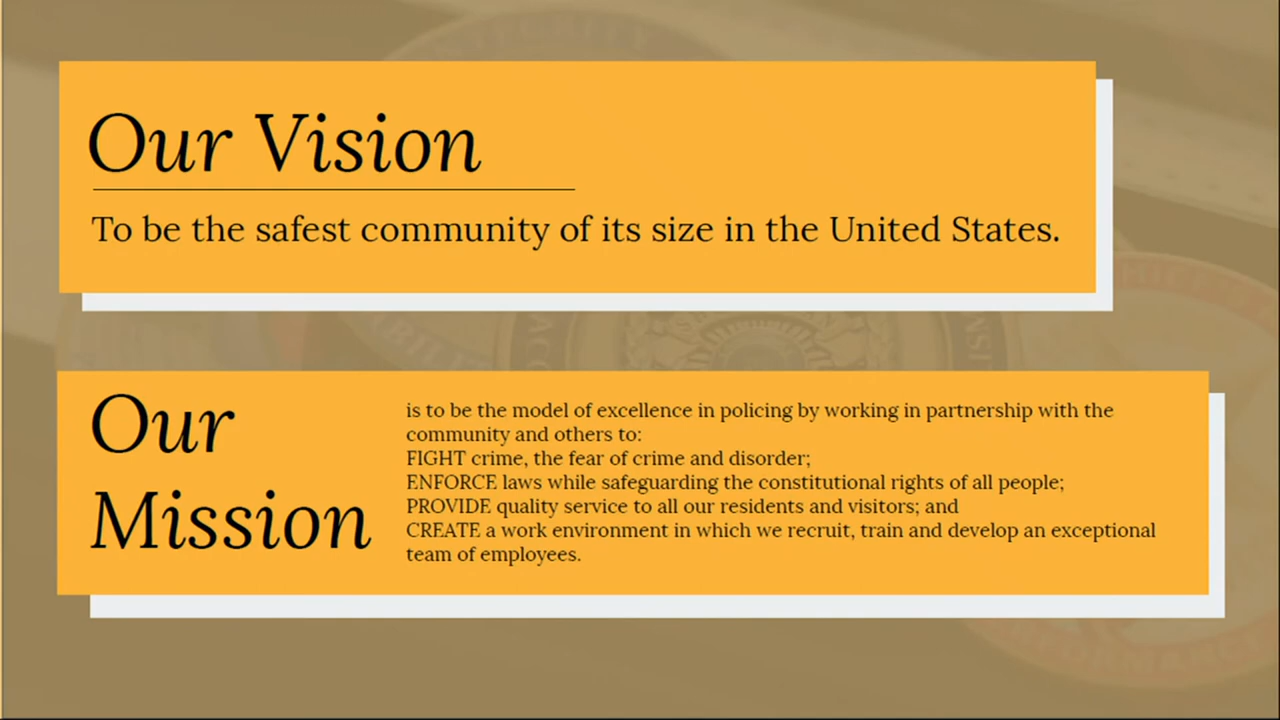 Our Vision
To be the safest community of its size in the United States.
Our
Mission
is to be the model of excellence in policing by working in partnership with the
community and others to:
FIGHT crime, the fear of crime and disorder;
ENFORCE laws while safeguarding the constitutional rights of all people;
PROVIDE quality service to all our residents and visitors; and
CREATE a work environment in which we recruit, train and develop an exceptional
team of employees.